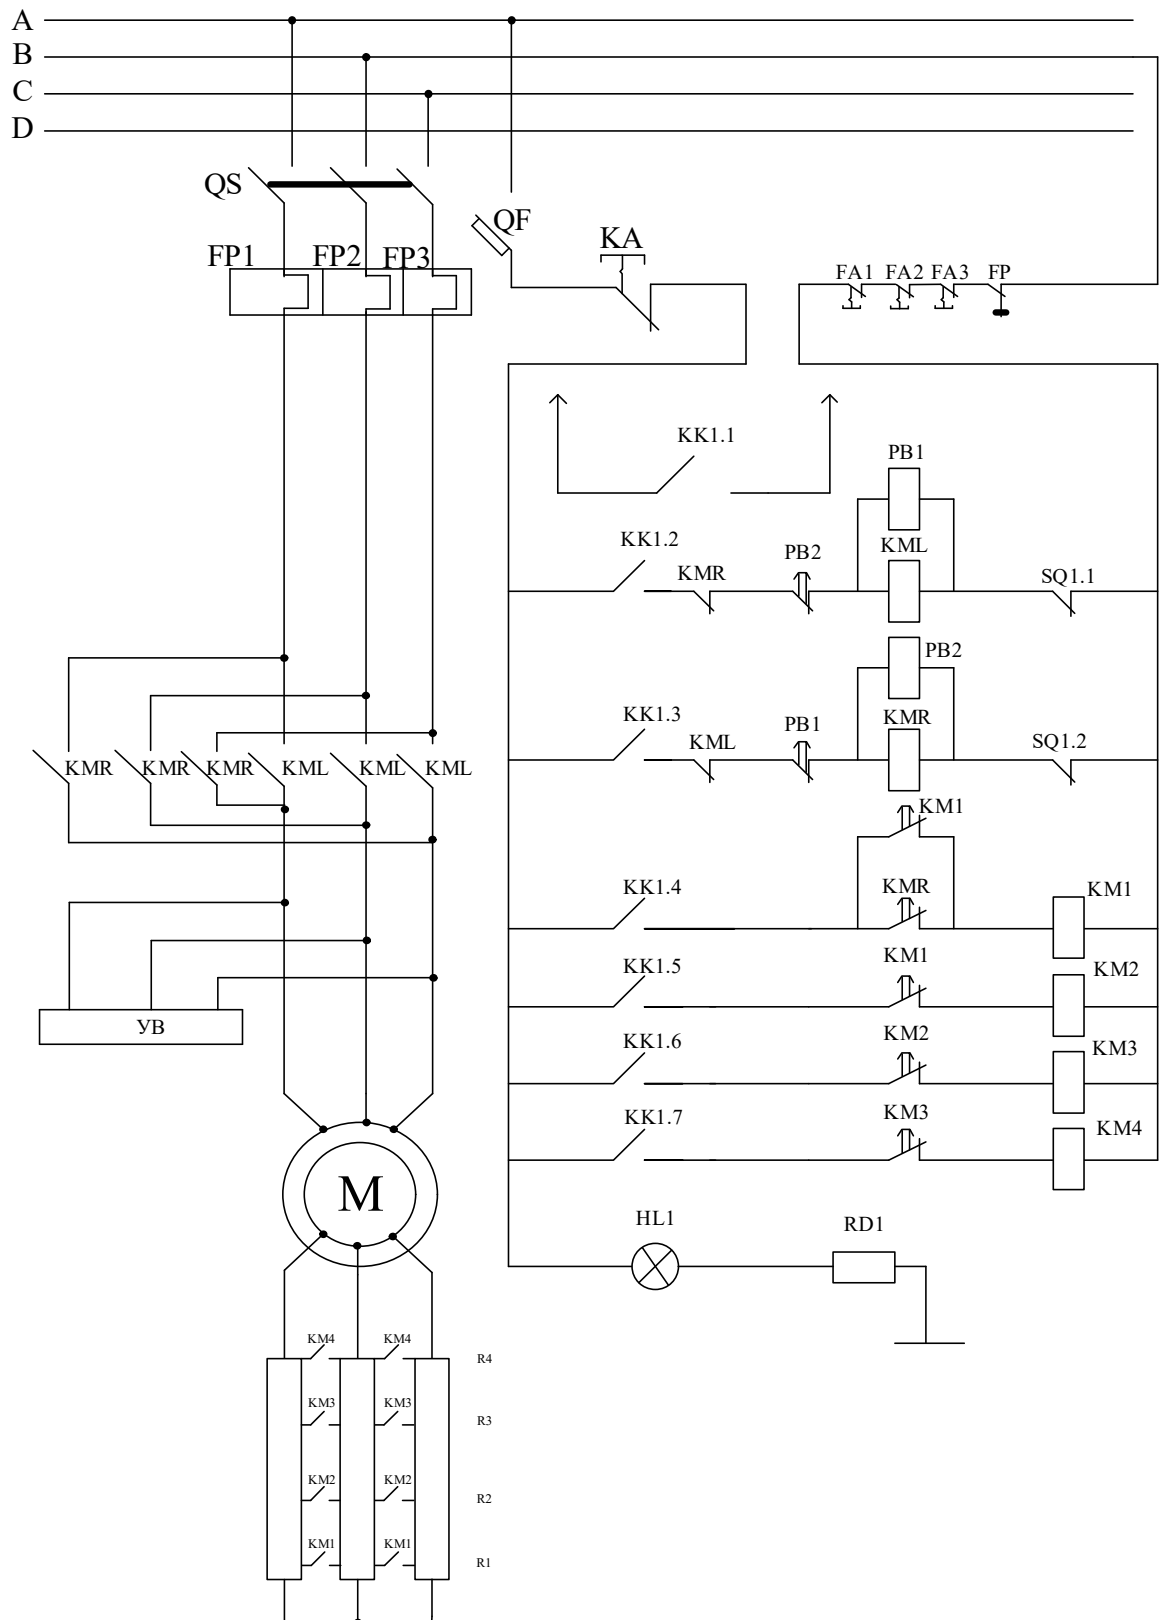 A
B
C
D
QS
QF
KA
FP1 FP2 FP3
FA1 FA2 FA3 FP
KK1.1
PB1
KK1.2
KMR
PB2
KML
SQ1.1
PB2
KK1.3
KML
PB1
KMR
SQ1.2
KMR KMR KMR KML KML KML
KM1
KK1.4
KMR
KM1
KK1.5
KM1
KM2
УВ
KK1.6
KM2
KM3
KK1.7
KM3
KM4
M
HL1
RD1
KM4 KM4 R4
KM3 KM3 R3
KM2 KM2 R2
KM1 KM1 R1